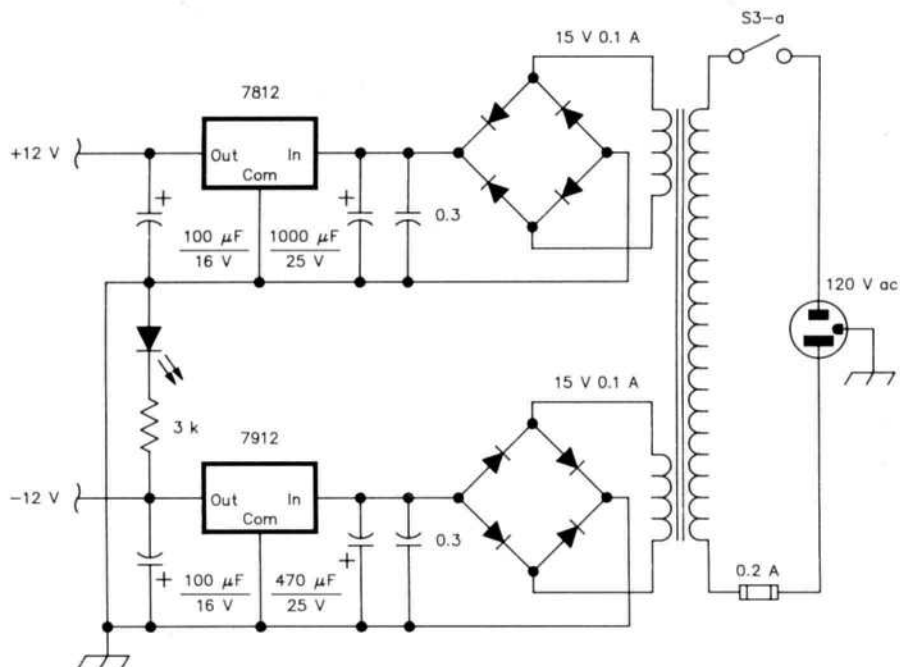 S3-a
15 V 0.1 A
7812
+12 V
Out
In
Com
+
+
0.3
100 µF
16 V
1000 µF
25 V
120 V ac
15 V 0.1 A
3 k
7912
-12 V
Out
In
Com
+
+
0.3
100 µF
16 V
470 µF
25 V
0.2 A